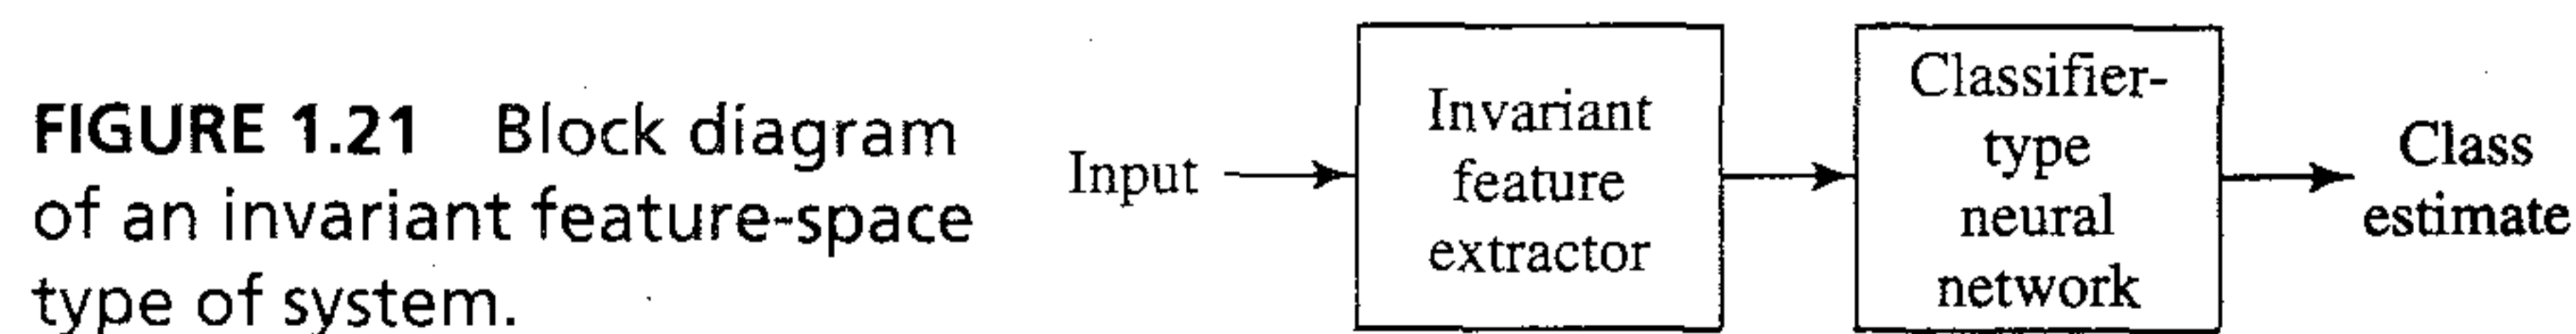 FIGURE 1.21 Block diagram
of an invariant feature-space
type of system.
Input
Invariant
feature
extractor
Classifier-
type
neural
network
Class
estimate